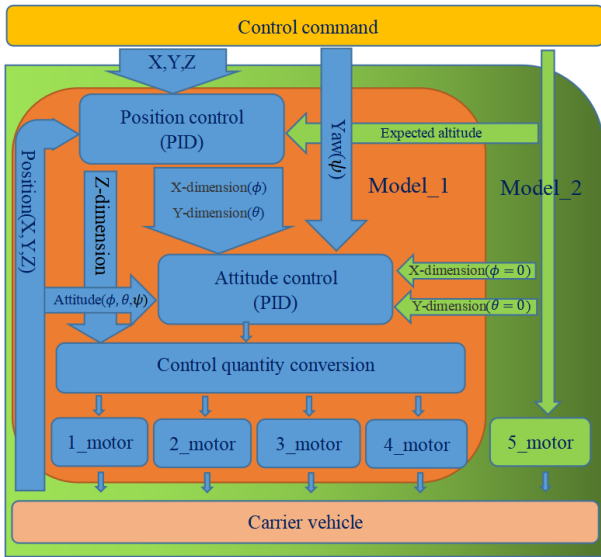 Control command
X,Y,Z
Position control
(PID)
Expected altitude
Yaw(ψ)
Position(X,Y,Z)
Z-dimension
X-dimension(ϕ)
Y-dimension(θ)
Model_1
Model_2
Attitude control
(PID)
X-dimension(ϕ = 0)
Y-dimension(θ = 0)
Attitude(ϕ, θ,ψ)
Control quantity conversion
1_motor
2_motor
3_motor
4_motor
5_motor
Carrier vehicle